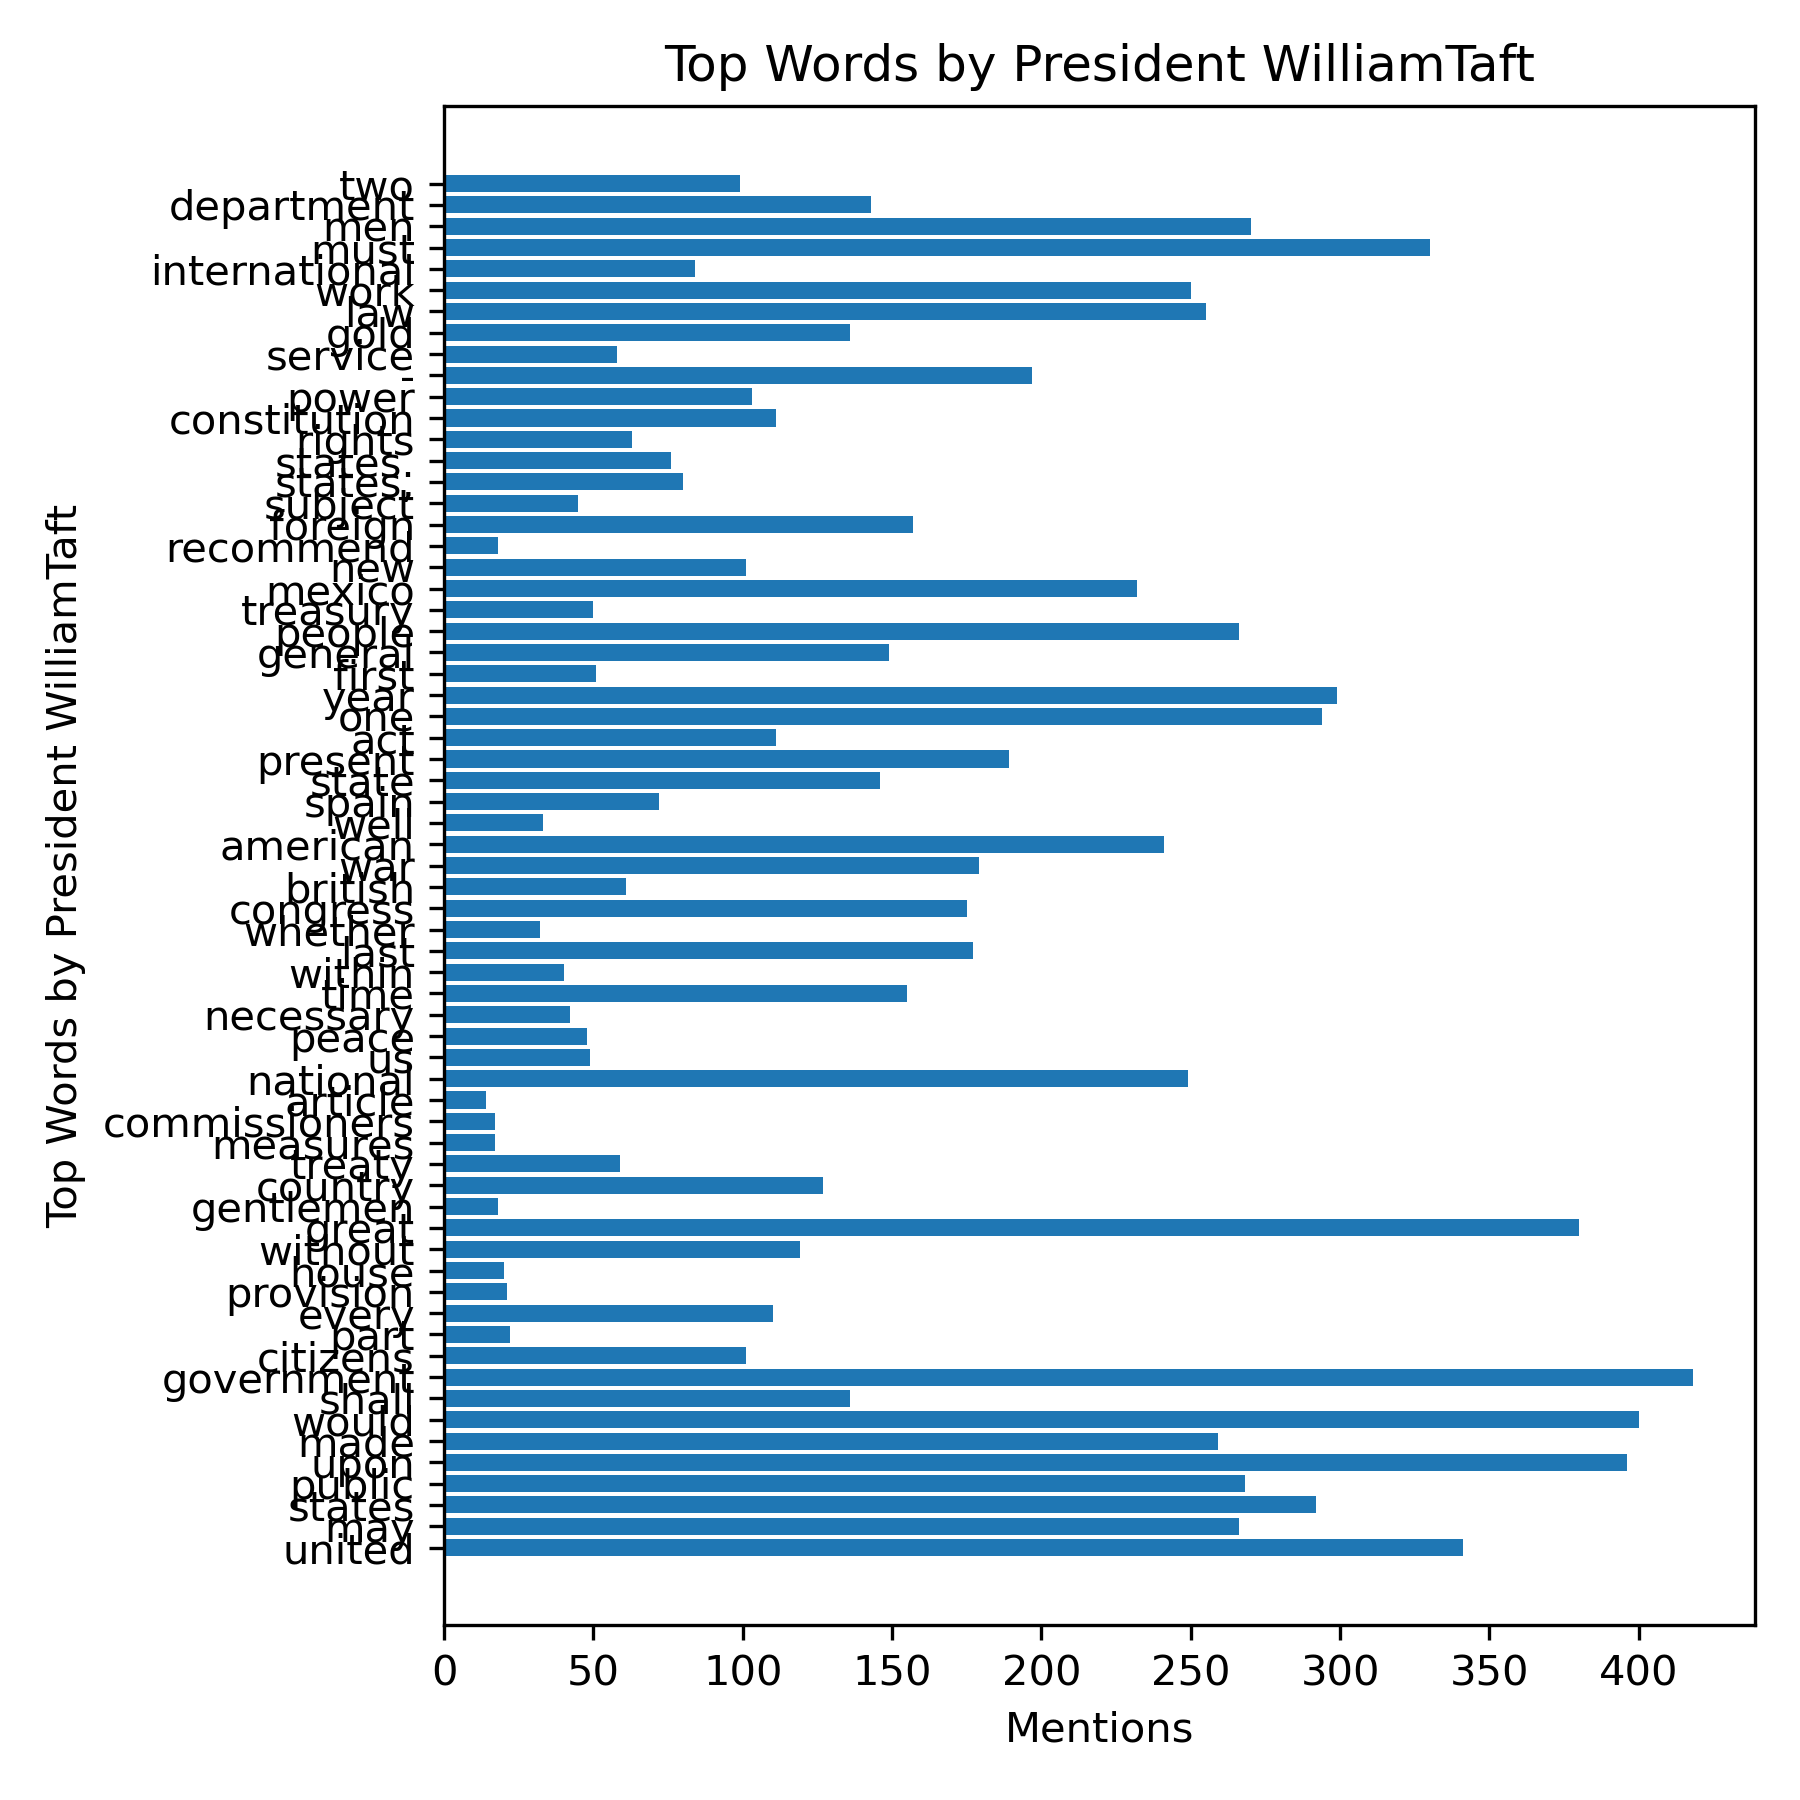 Top Words by President WilliamTaft
two
department
men
must
international
work
law
gold
service
-
power
constitution
rights
states.
states,
subject
foreign
recommend
new
mexico
treasury
people
general
first
year
one
act
present
state
spain
well
american
war
british
congress
whether
last
within
time
necessary
peace
us
national
article
commissioners
measures
treaty
country
gentlemen
great
without
house
provision
every
part
citizens
government
shall
would
made
upon
public
states
may
united
Top Words by President WilliamTaft
0 50 100 150 200 250 300 350 400
Mentions